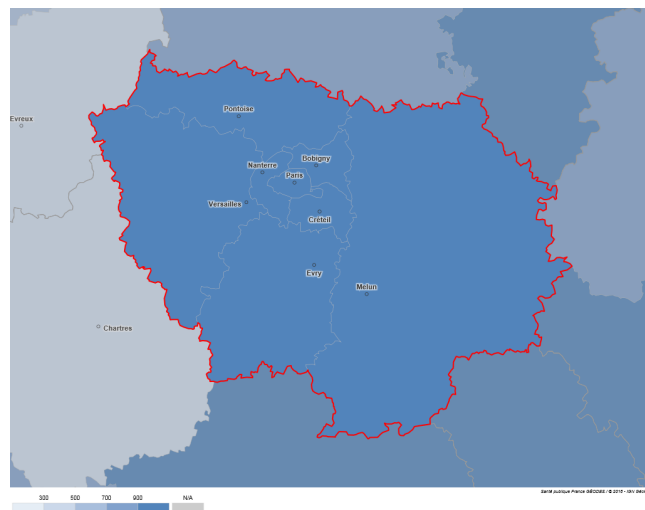 Pontoise
Evreux
Bobigny
Nanterre
Paris
Versailles
Créteil
Evry
Melun
Chartres
Santé publique France GÉODES / © 2016 - IGN Géofla
300 500 700 900 N/A